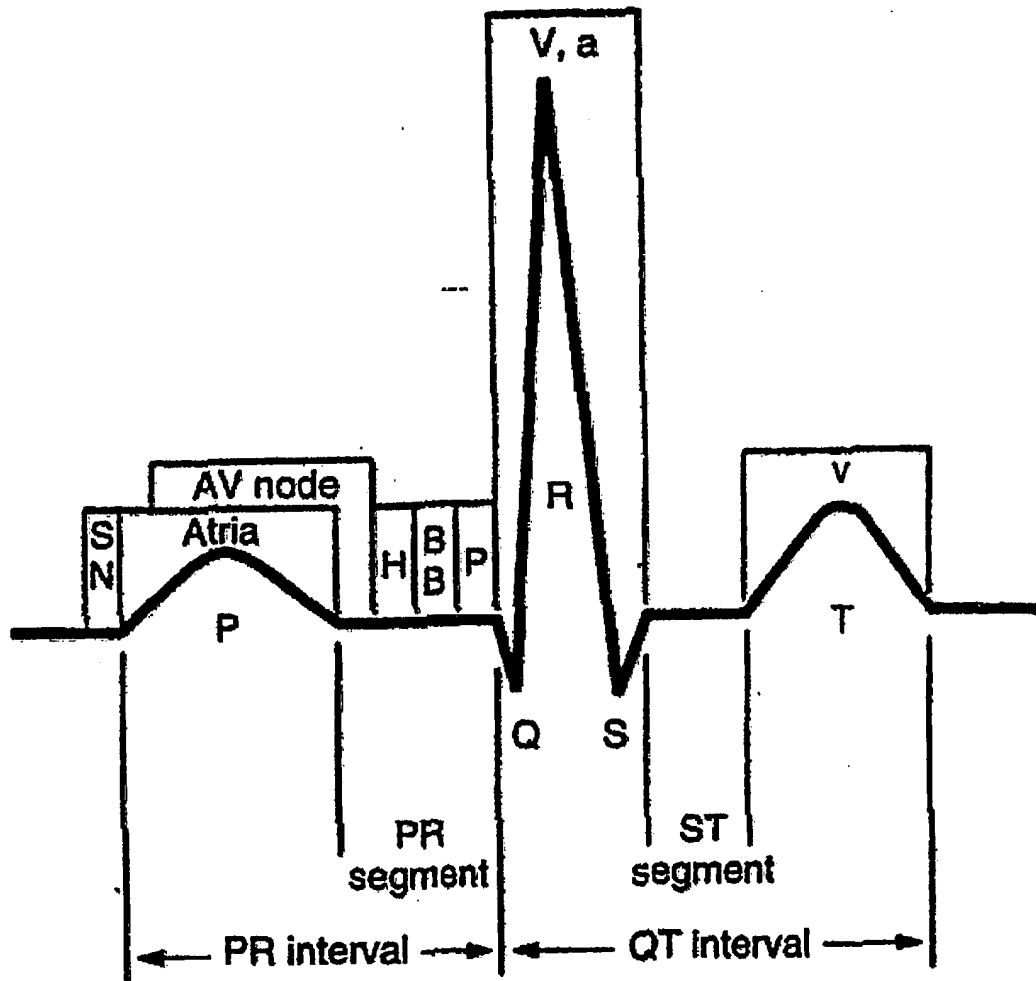 V, a
AV node
S
N
Atria
H
B
B
P
R
v
P
T
Q
S
PR
segment
ST
segment
PR interval
QT interval